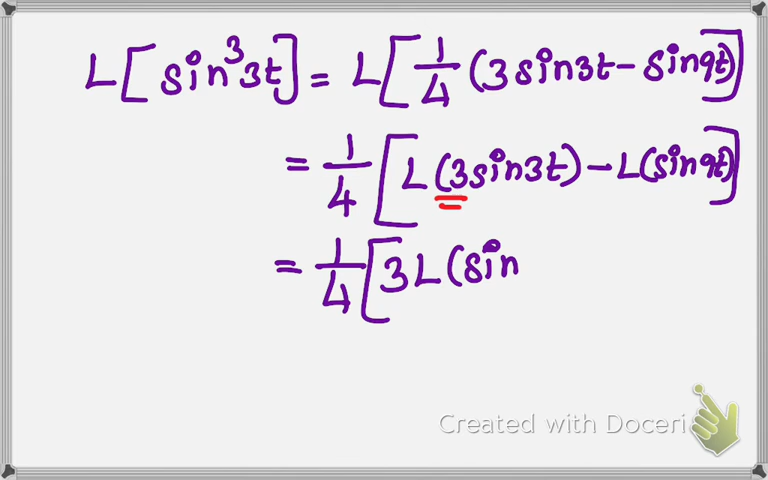 L[sin³3t] = L[1/4 (3sin3t - sin9t)]
= 1/4 [L(3sin3t) - L(sin9t)]
= 1/4 [3L(sin
Created with Doceri